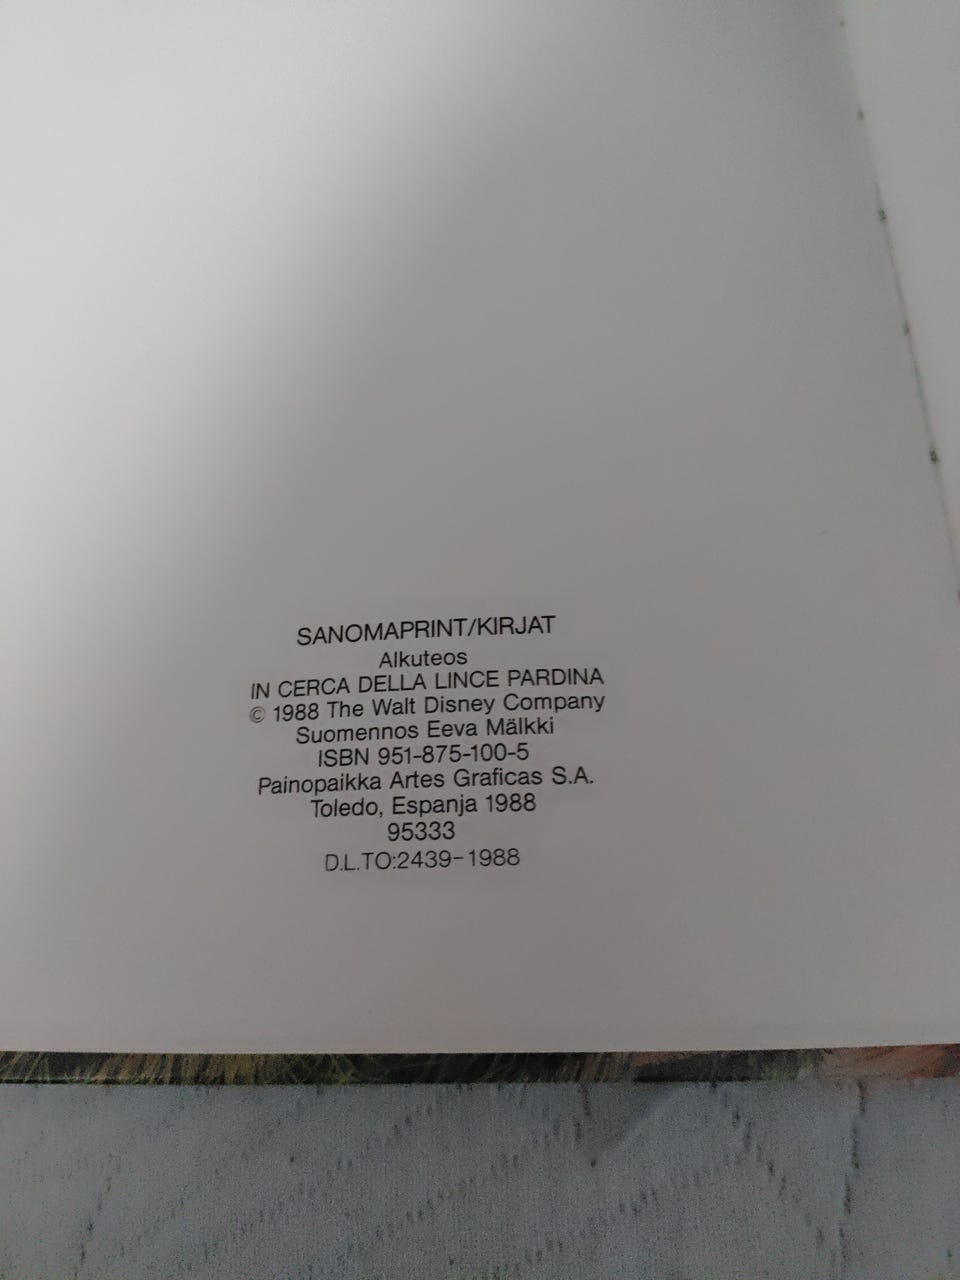 SANOMAPRINT/KIRJAT
Alkuteos
IN CERCA DELLA LINCE PARDINA
© 1988 The Walt Disney Company
Suomennos Eeva Mälkki
ISBN 951-875-100-5
Painopaikka Artes Graficas S.A.
Toledo, Espanja 1988
95333
D.L.TO:2439-1988